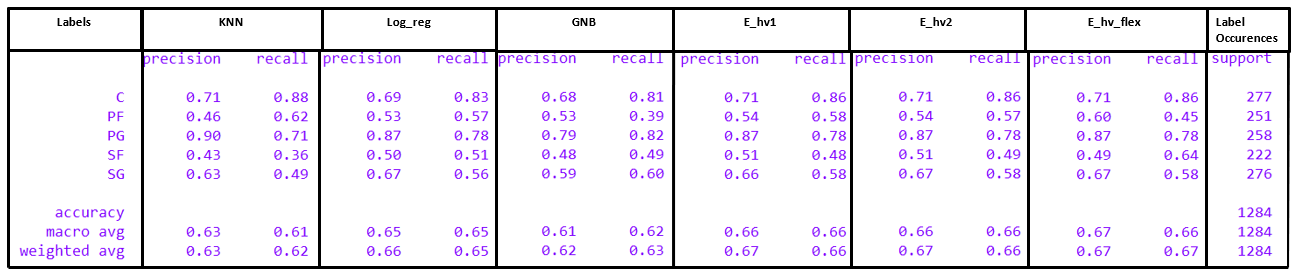 Labels KNN Log_reg GNB E_hv1 E_hv2 E_hv_flex Label
Occurences
precision recall precision recall precision recall precision recall precision recall precision recall support
C 0.71 0.88 0.69 0.83 0.68 0.81 0.71 0.86 0.71 0.86 0.71 0.86 277
PF 0.46 0.62 0.53 0.57 0.53 0.39 0.54 0.58 0.54 0.57 0.60 0.45 251
PG 0.90 0.71 0.87 0.78 0.79 0.82 0.87 0.78 0.87 0.78 0.87 0.78 258
SF 0.43 0.36 0.50 0.51 0.48 0.49 0.51 0.48 0.51 0.49 0.49 0.64 222
SG 0.63 0.49 0.67 0.56 0.59 0.60 0.66 0.58 0.67 0.58 0.67 0.58 276
accuracy 1284
macro avg 0.63 0.61 0.65 0.65 0.61 0.62 0.67 0.66 0.66 0.66 0.67 0.66 1284
weighted avg 0.63 0.62 0.66 0.65 0.62 0.63 0.67 0.66 0.67 0.66 0.67 0.67 1284